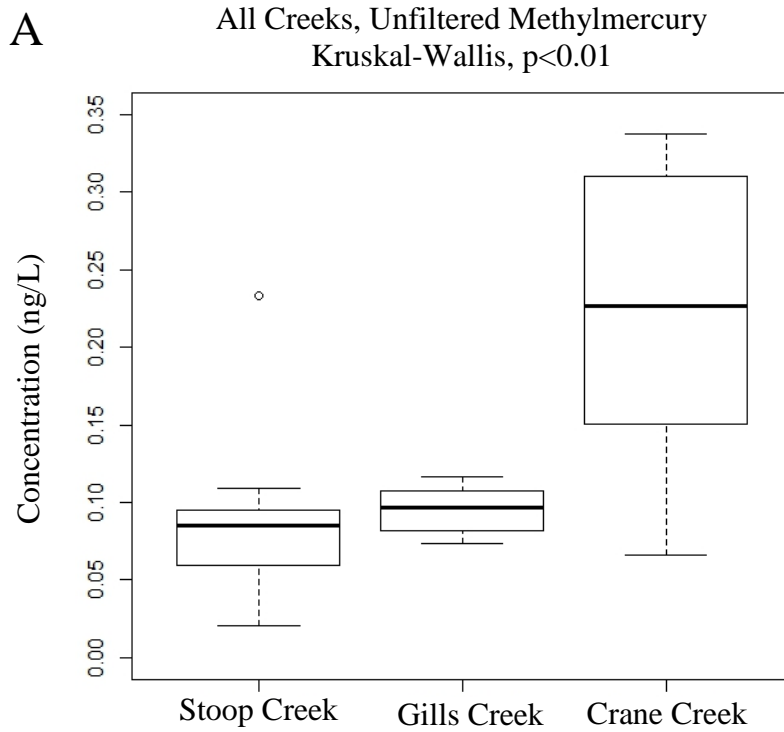 A
All Creeks, Unfiltered Methylmercury
Kruskal-Wallis, p<0.01
Concentration (ng/L)
0.35
0.30
0.25
0.20
0.15
0.10
0.05
0.00
Stoop Creek
Gills Creek
Crane Creek